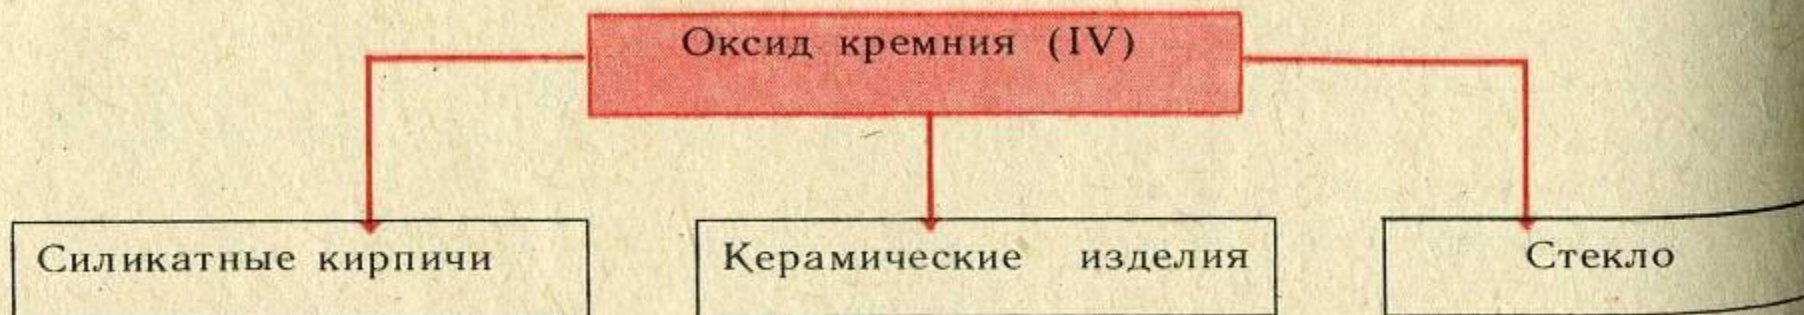 Оксид кремния (IV)
Силикатные кирпичи
Керамические изделия
Стекло